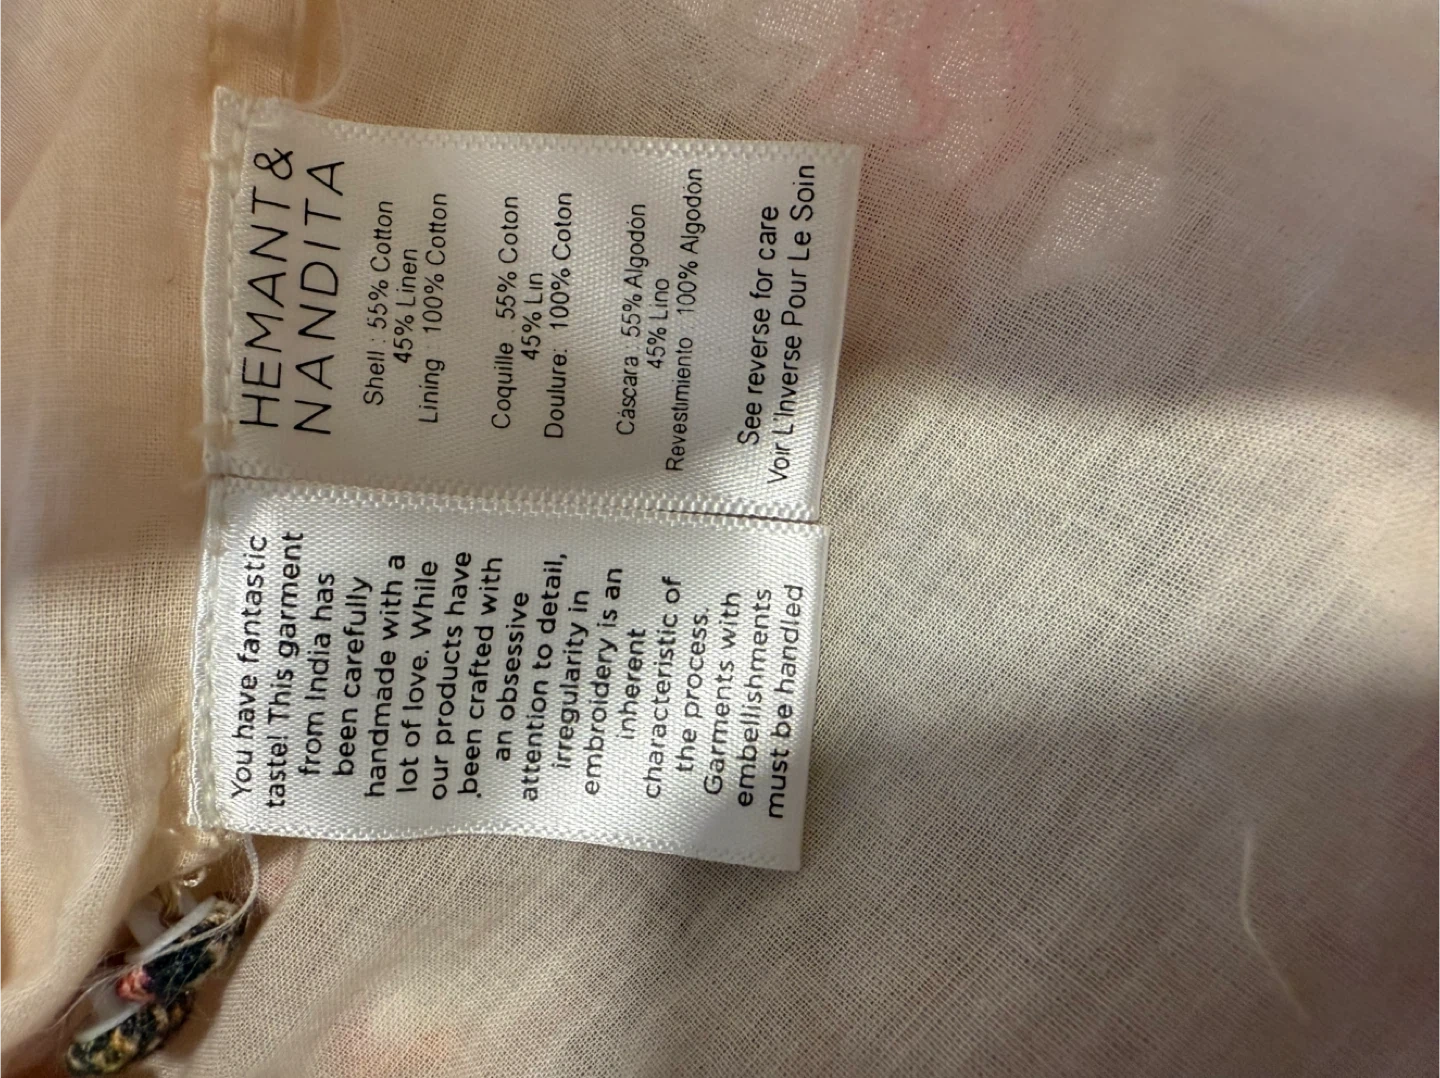 HEMANT &
NANDITA
Shell : 55% Cotton
45% Linen
Lining : 100% Cotton
Coquille : 55% Coton
45% Lin
Doulure: 100% Coton
Cáscara : 55% Algodón
45% Lino
Revestimiento : 100% Algodón
See reverse for care
Voir L'Inverse Pour Le Soin
You have fantastic
taste! This garment
from India has
been carefully
handmade with a
lot of love. While
our products have
been crafted with
an obsessive
attention to detail,
irregularity in
embroidery is an
inherent
characteristic of
the process.
Garments with
embellishments
must be handled